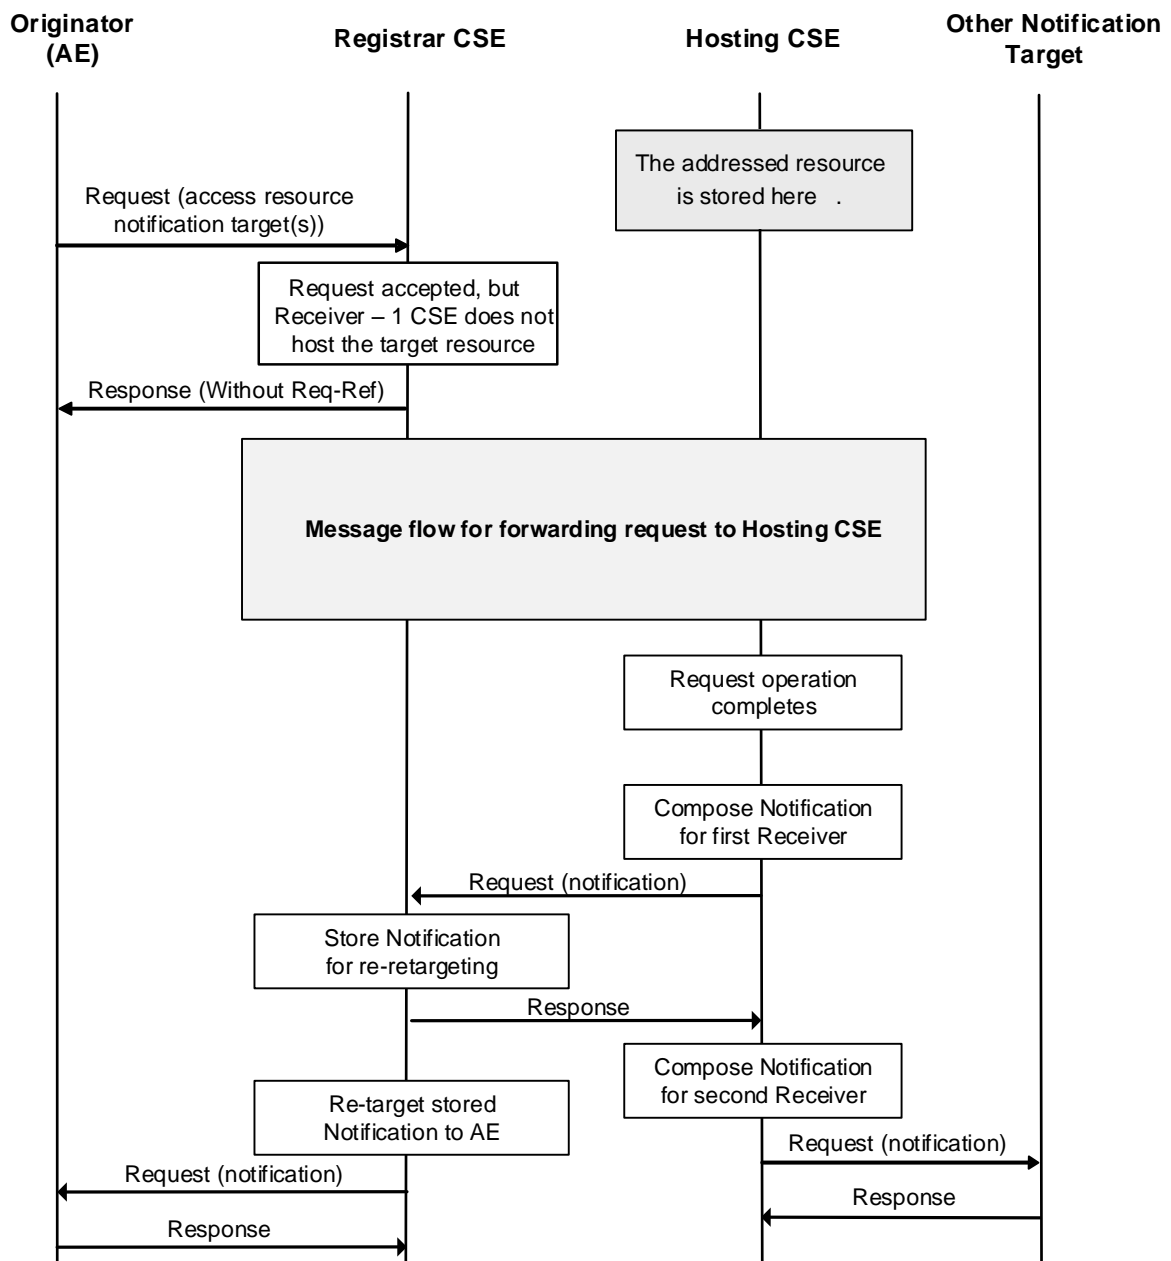 Originator
(AE)
Registrar CSE
Hosting CSE
Other Notification
Target
The addressed resource
is stored here .
Request (access resource
notification target(s))
Request accepted, but
Receiver – 1 CSE does not
host the target resource
Response (Without Req-Ref)
Message flow for forwarding request to Hosting CSE
Request operation
completes
Compose Notification
for first Receiver
Request (notification)
Store Notification
for re-retargeting
Response
Compose Notification
for second Receiver
Re-target stored
Notification to AE
Request (notification)
Request (notification)
Response
Response